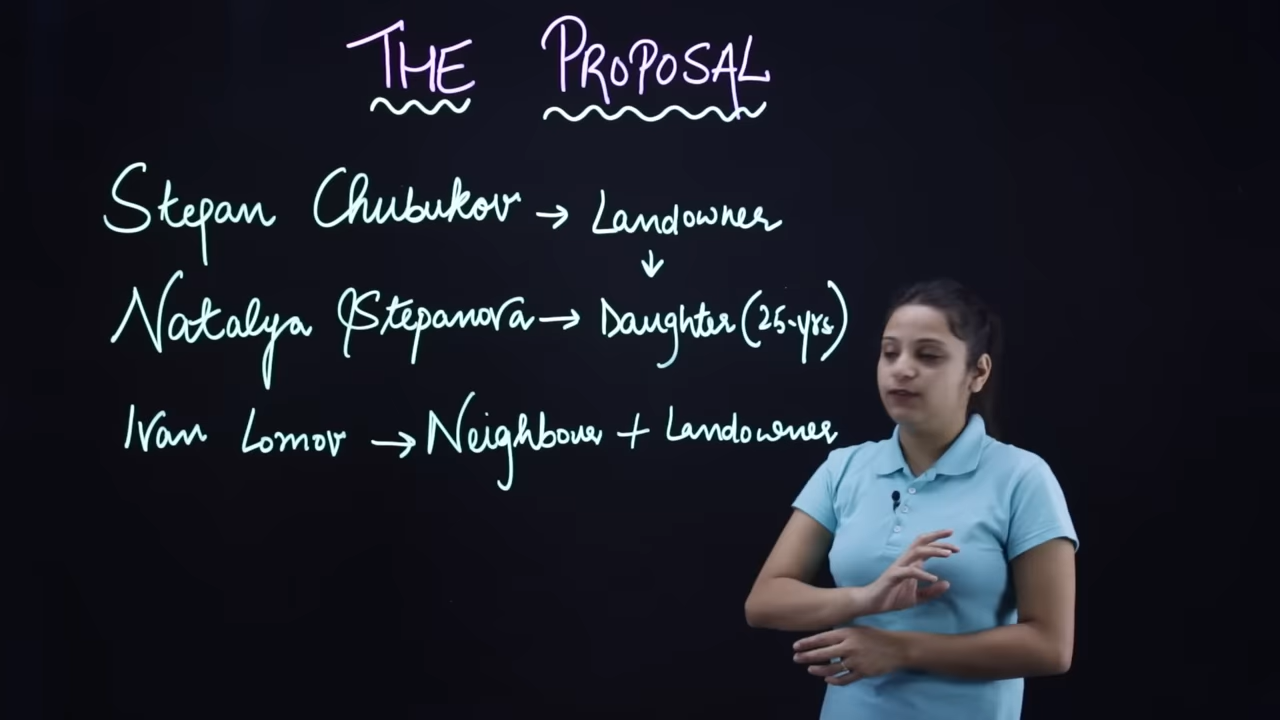 THE PROPOSAL
Stepan Chubukov → Landowner
↓
Natalya Stepanova → Daughter (25-yrs)
Ivan Lomov → Neighbour + Landowner